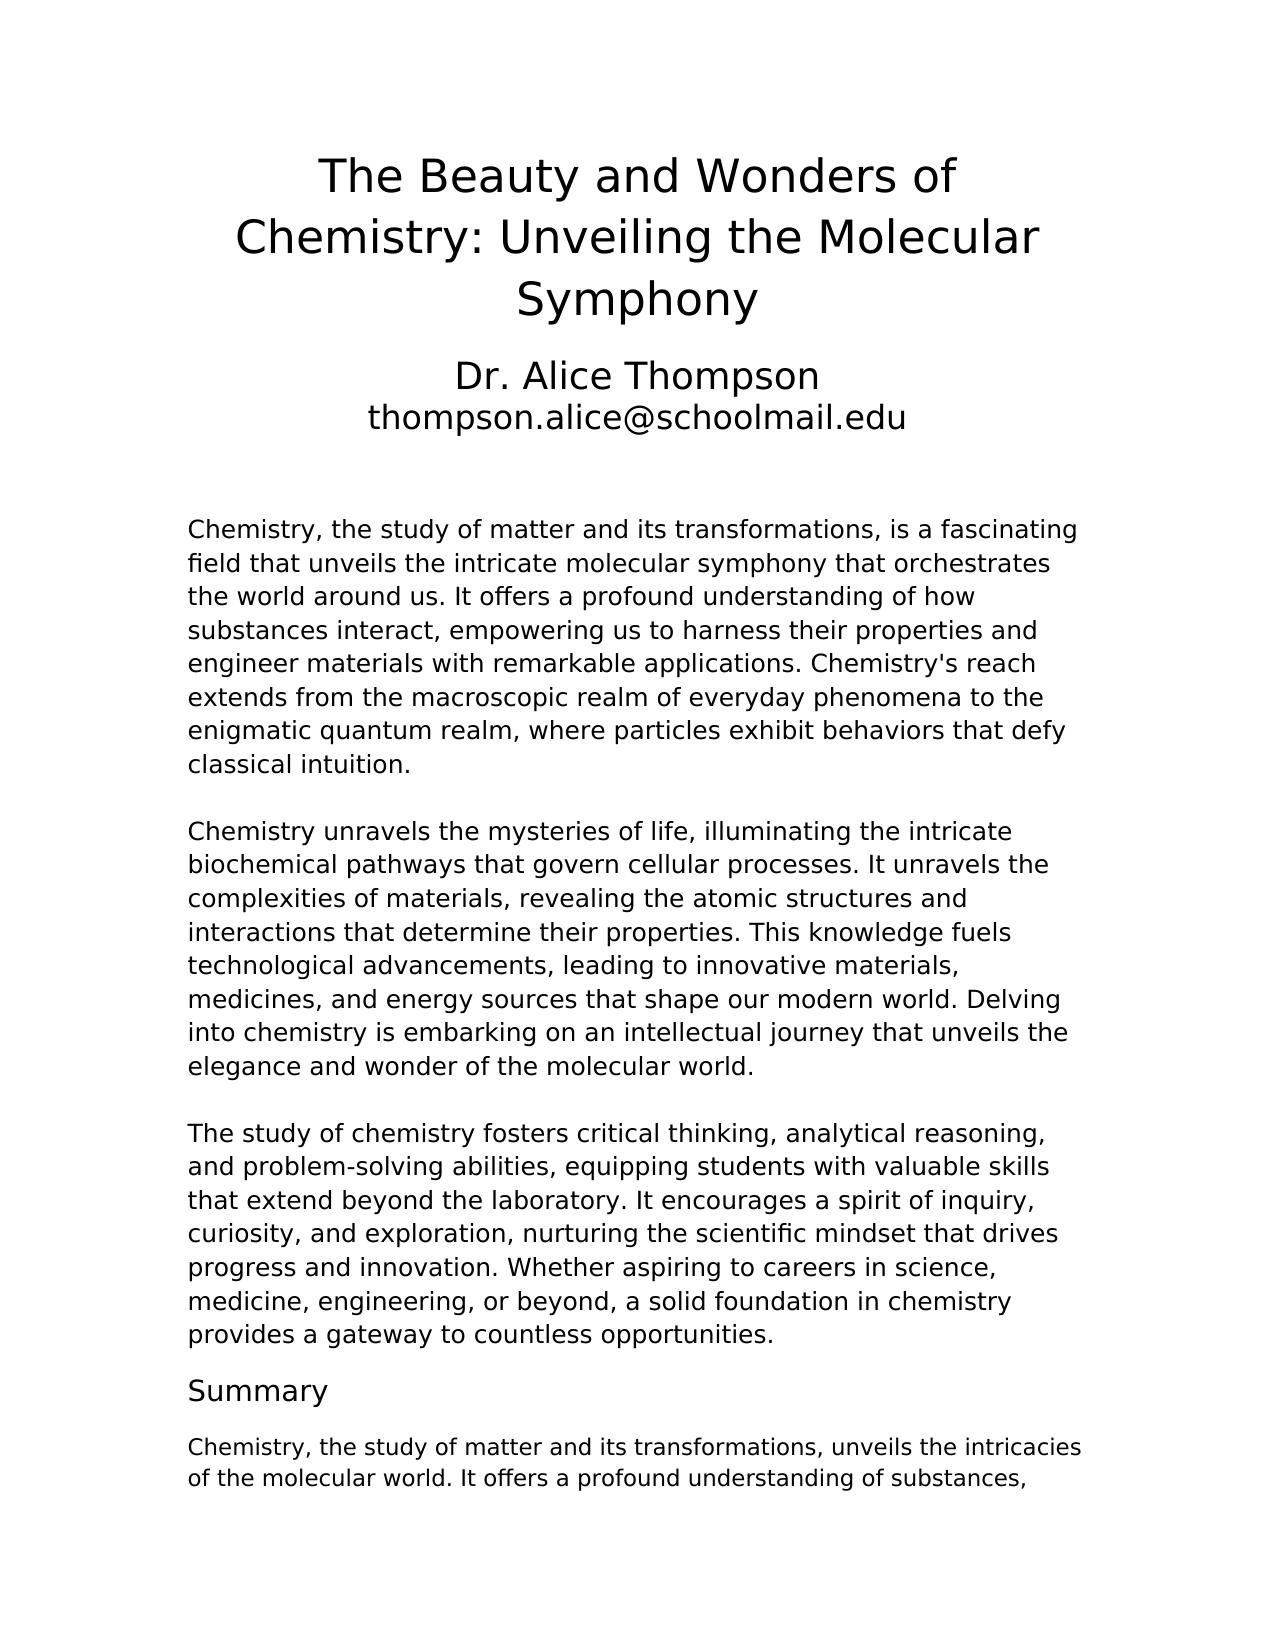 The Beauty and Wonders of
Chemistry: Unveiling the Molecular
Symphony
Dr. Alice Thompson
thompson.alice@schoolmail.edu
Chemistry, the study of matter and its transformations, is a fascinating
field that unveils the intricate molecular symphony that orchestrates
the world around us. It offers a profound understanding of how
substances interact, empowering us to harness their properties and
engineer materials with remarkable applications. Chemistry's reach
extends from the macroscopic realm of everyday phenomena to the
enigmatic quantum realm, where particles exhibit behaviors that defy
classical intuition.
Chemistry unravels the mysteries of life, illuminating the intricate
biochemical pathways that govern cellular processes. It unravels the
complexities of materials, revealing the atomic structures and
interactions that determine their properties. This knowledge fuels
technological advancements, leading to innovative materials,
medicines, and energy sources that shape our modern world. Delving
into chemistry is embarking on an intellectual journey that unveils the
elegance and wonder of the molecular world.
The study of chemistry fosters critical thinking, analytical reasoning,
and problem-solving abilities, equipping students with valuable skills
that extend beyond the laboratory. It encourages a spirit of inquiry,
curiosity, and exploration, nurturing the scientific mindset that drives
progress and innovation. Whether aspiring to careers in science,
medicine, engineering, or beyond, a solid foundation in chemistry
provides a gateway to countless opportunities.
Summary
Chemistry, the study of matter and its transformations, unveils the intricacies
of the molecular world. It offers a profound understanding of substances,